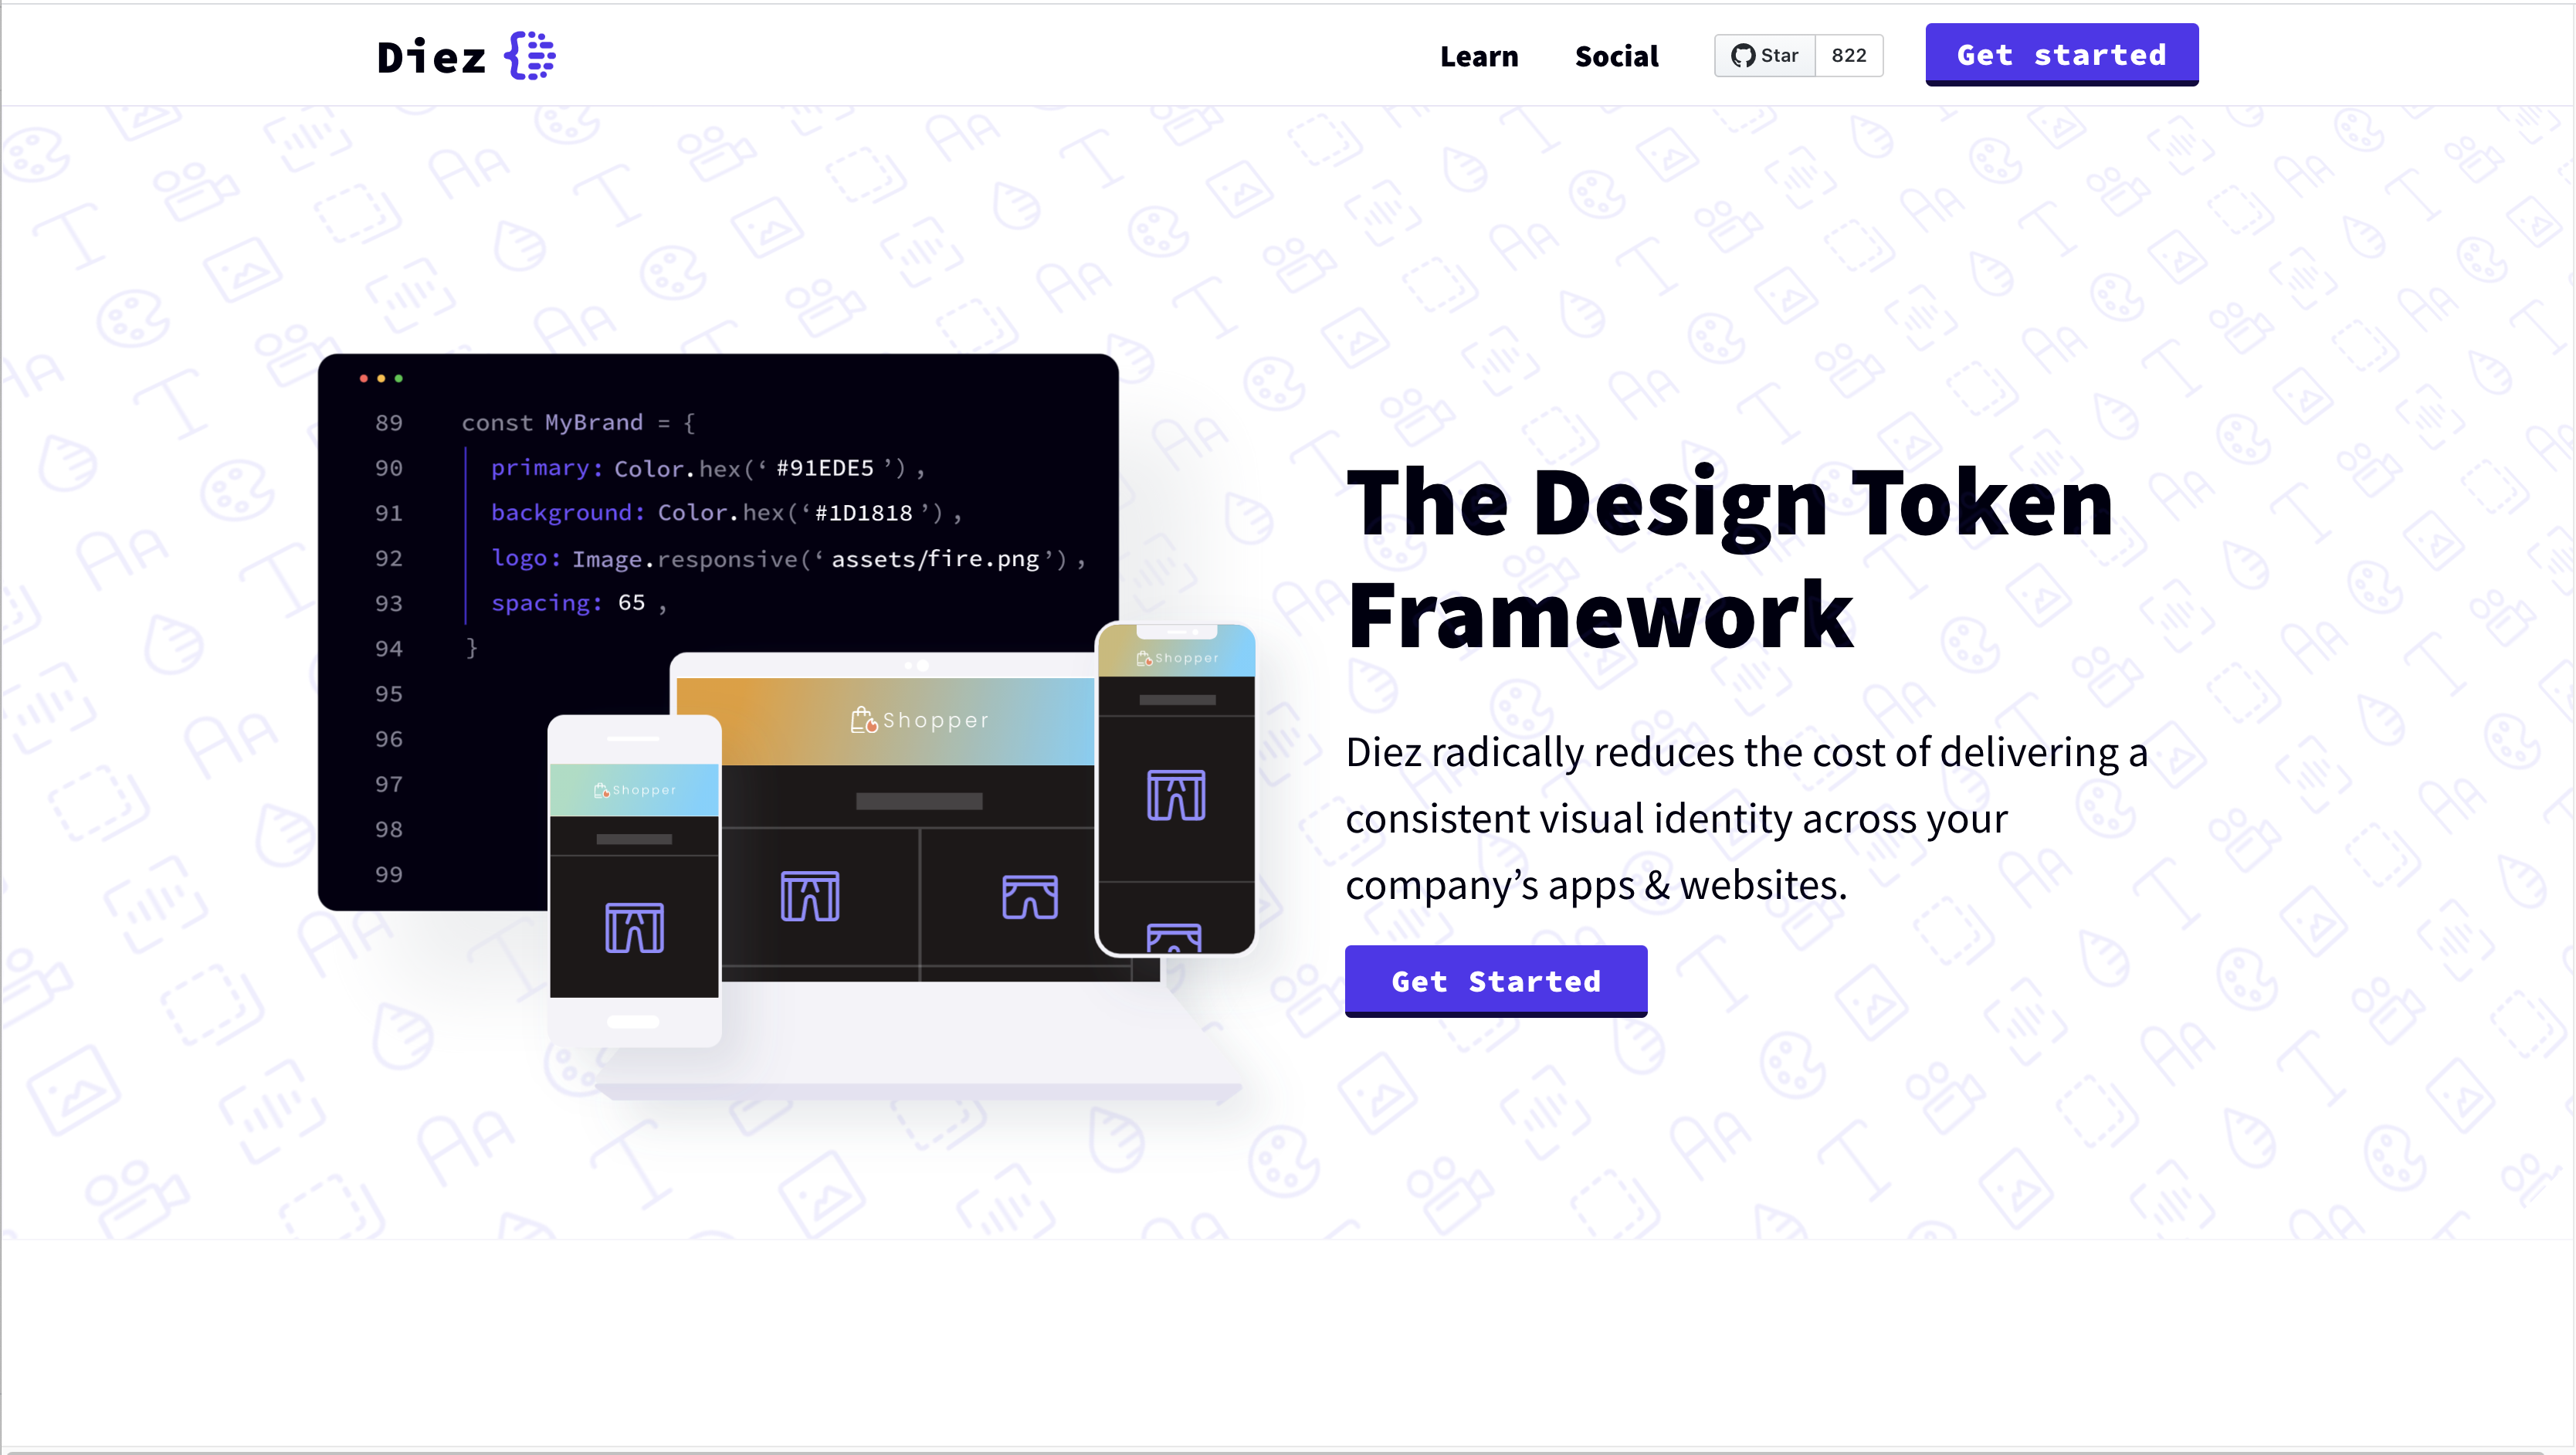 Diez
Learn
Social
Star
822
Get started
89 const MyBrand = {
90 primary: Color.hex(‘ #91EDE5 ’) ,
91 background: Color.hex(‘#1D1818 ’) ,
92 logo: Image.responsive(‘ assets/fire.png’) ,
93 spacing: 65 ,
94 }
95
96
97
98
99
Shopper
Shopper
Shopper
The Design Token
Framework
Diez radically reduces the cost of delivering a
consistent visual identity across your
company’s apps & websites.
Get Started